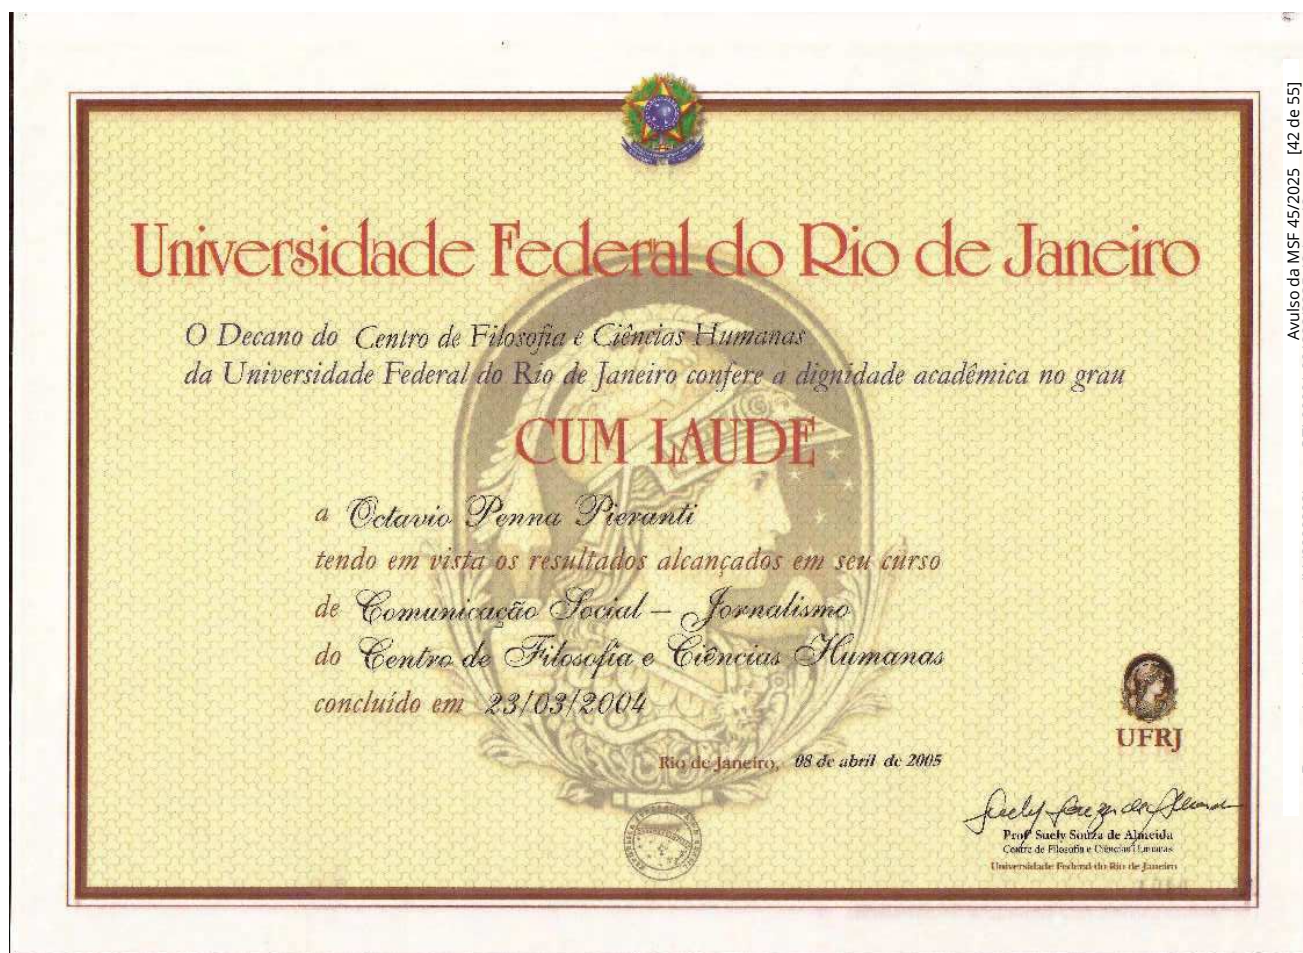 Universidade Federal do Rio de Janeiro
O Decano do Centro de Filosofia e Ciências Humanas
da Universidade Federal do Rio de Janeiro confere a dignidade acadêmica no grau
CUM LAUDE
a Octavio Penna Pieranti
tendo em vista os resultados alcançados em seu curso
de Comunicação Social – Jornalismo
do Centro de Filosofia e Ciências Humanas
concluído em 23/03/2004
UFRJ
Rio de Janeiro, 08 de abril de 2005
Profª Suely Souza de Almeida
Centro de Filosofia e Ciências Humanas
Universidade Federal do Rio de Janeiro
Avulso da MSF 45/2025 [42 de 55]